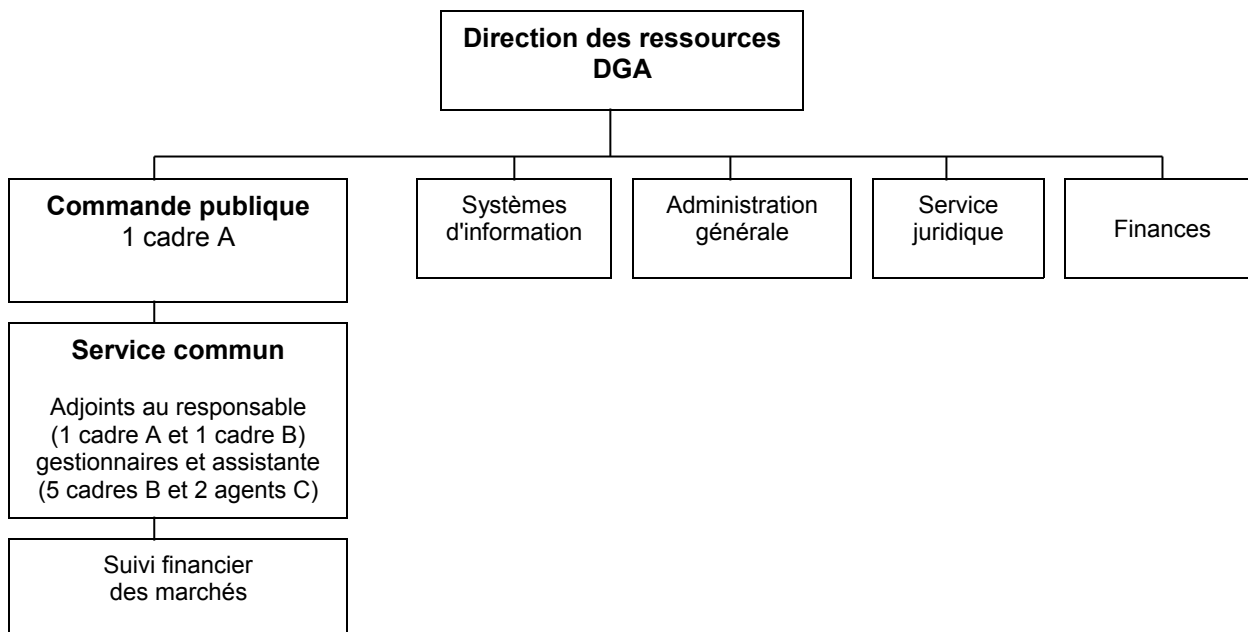 Direction des ressources
DGA
Commande publique
1 cadre A
Systèmes
d'information
Administration
générale
Service
juridique
Finances
Service commun
Adjoints au responsable
(1 cadre A et 1 cadre B)
gestionnaires et assistante
(5 cadres B et 2 agents C)
Suivi financier
des marchés